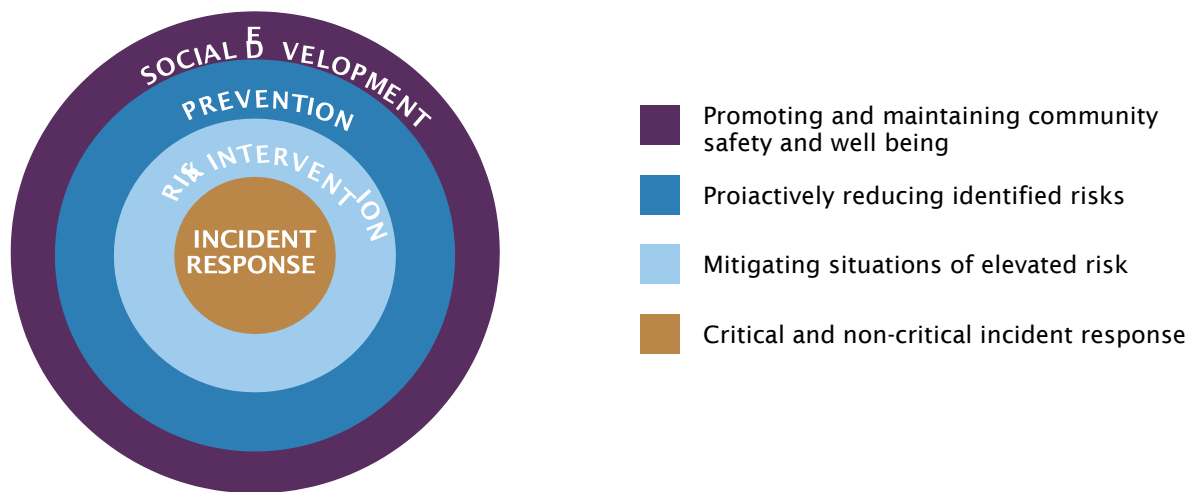 SOCIAL DEVELOPMENT
PREVENTION
RISK INTERVENTION
INCIDENT
RESPONSE
Promoting and maintaining community
safety and well being
Proiactively reducing identified risks
Mitigating situations of elevated risk
Critical and non-critical incident response